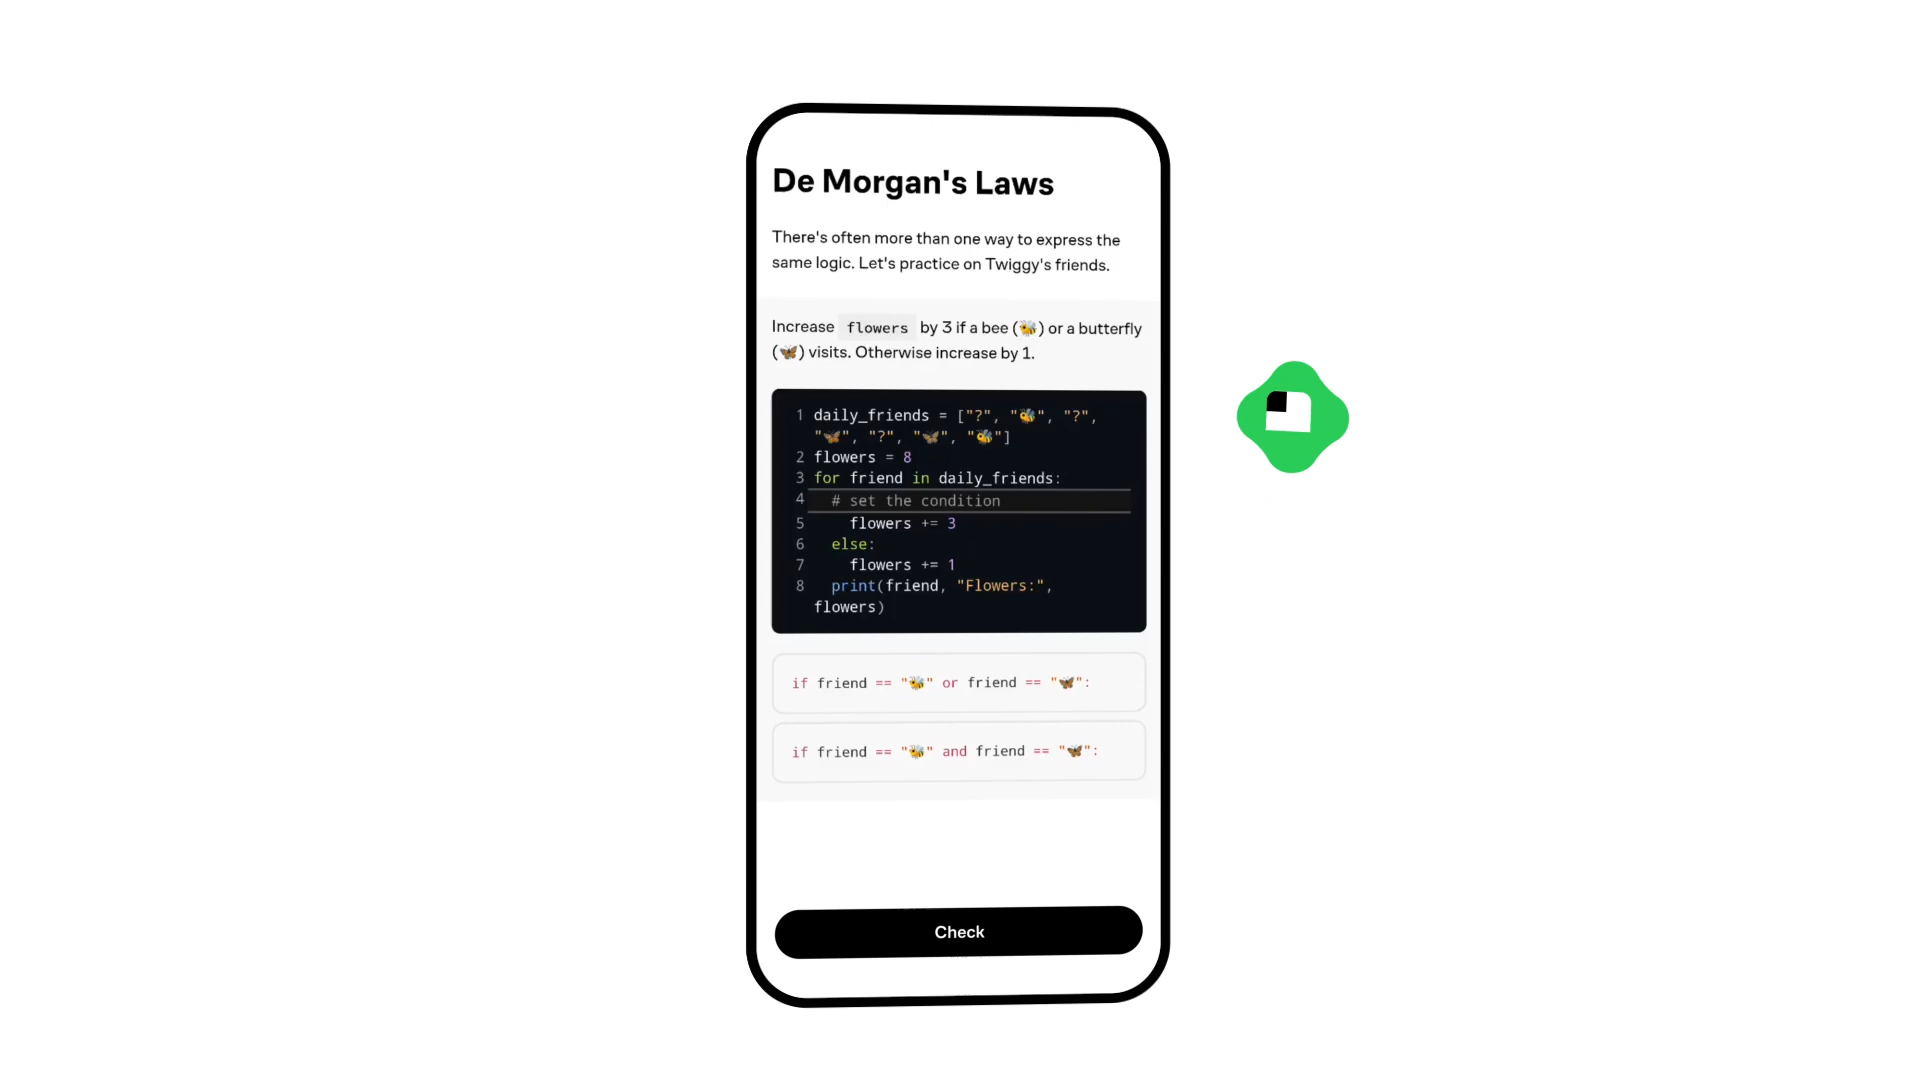 De Morgan's Laws
There's often more than one way to express the
same logic. Let's practice on Twiggy's friends.
Increase flowers by 3 if a bee (🐝) or a butterfly
(🦋) visits. Otherwise increase by 1.
1 daily_friends = ["?", "🐝", "?",
"🦋", "?", "🦋", "🐝"]
2 flowers = 8
3 for friend in daily_friends:
4 # set the condition
5 flowers += 3
6 else:
7 flowers += 1
8 print(friend, "Flowers:",
flowers)
if friend == "🐝" or friend == "🦋":
if friend == "🐝" and friend == "🦋":
Check